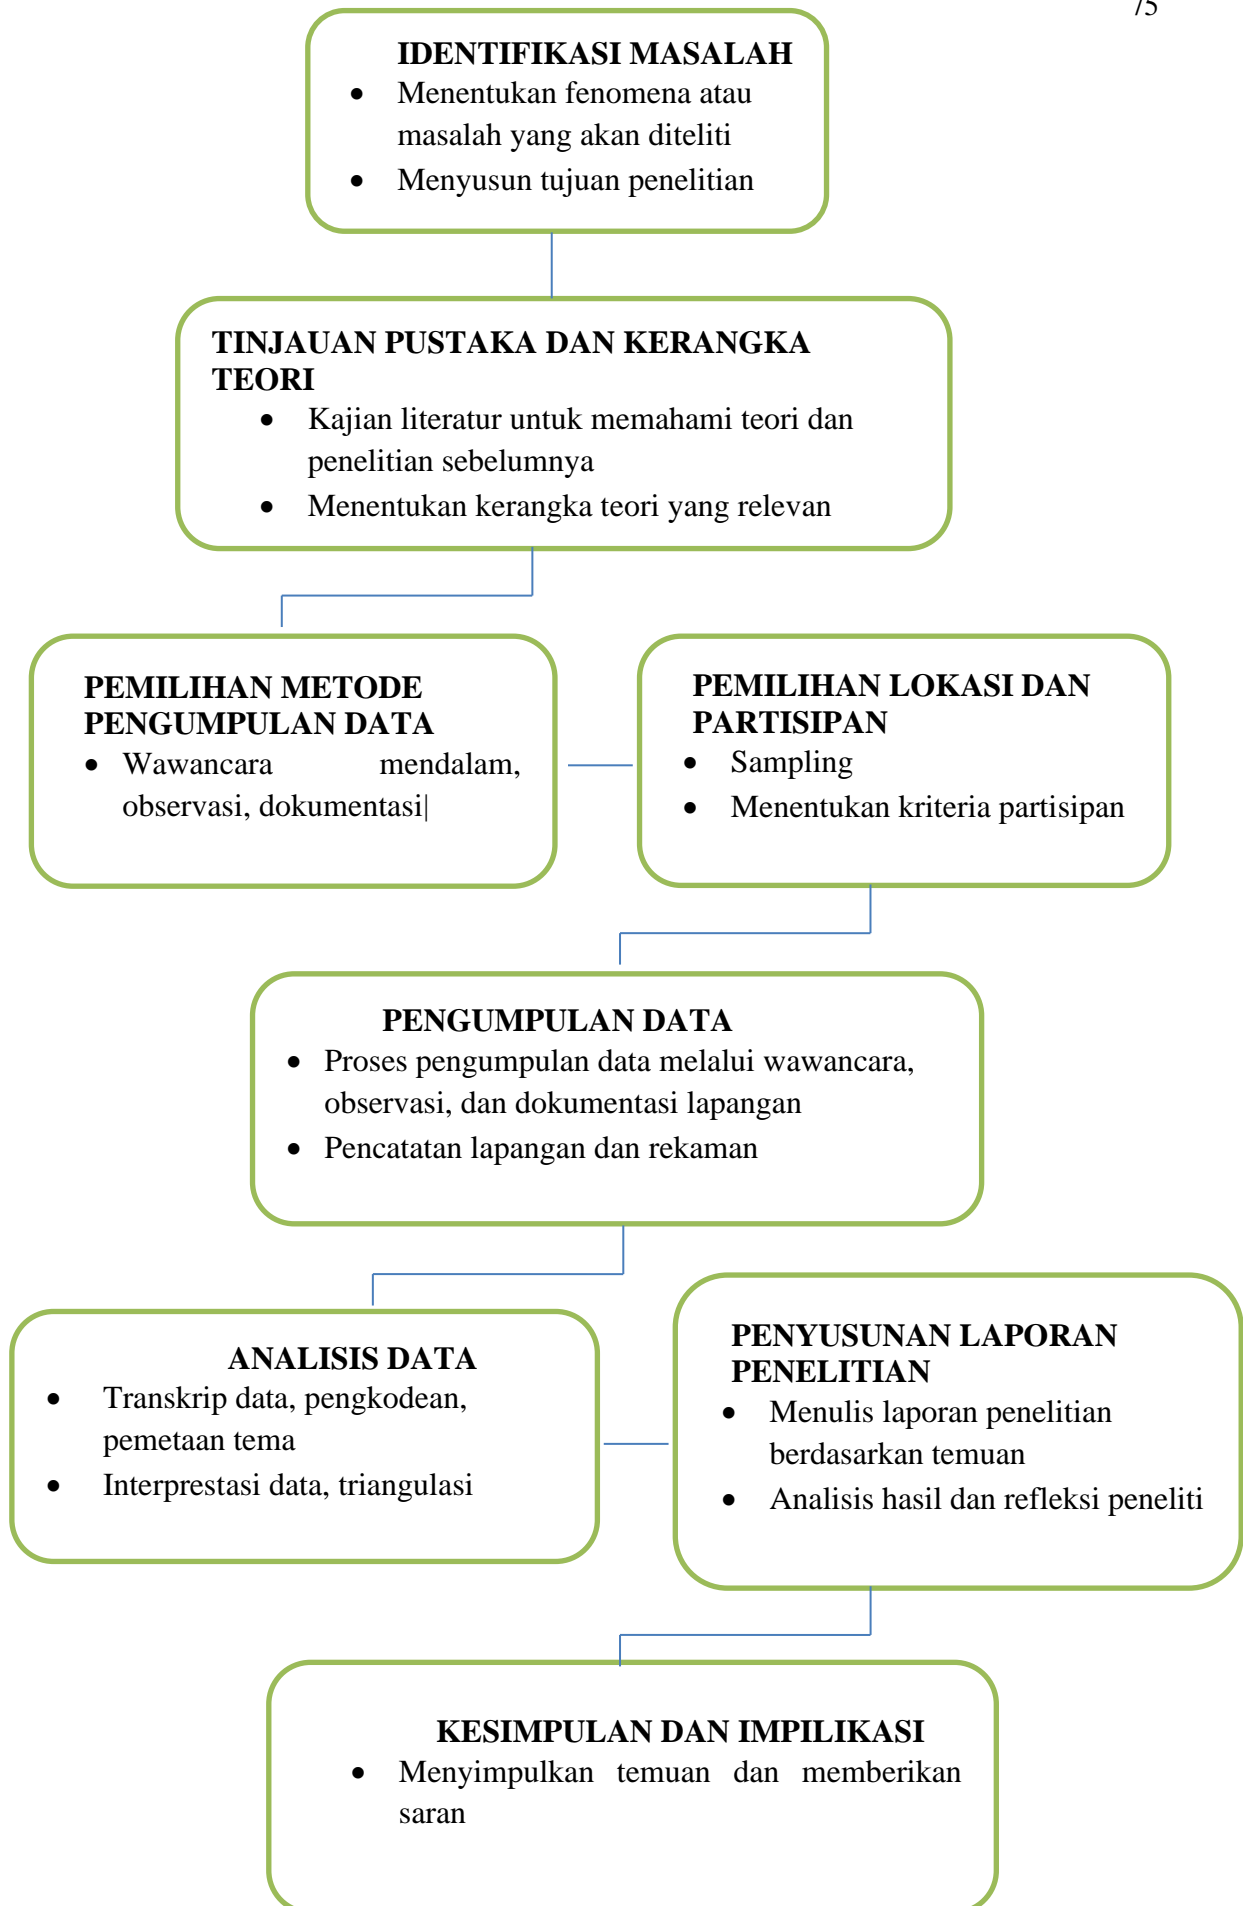 75
IDENTIFIKASI MASALAH
• Menentukan fenomena atau
masalah yang akan diteliti
• Menyusun tujuan penelitian
TINJAUAN PUSTAKA DAN KERANGKA
TEORI
• Kajian literatur untuk memahami teori dan
penelitian sebelumnya
• Menentukan kerangka teori yang relevan
PEMILIHAN METODE
PENGUMPULAN DATA
• Wawancara mendalam,
observasi, dokumentasi|
PEMILIHAN LOKASI DAN
PARTISIPAN
• Sampling
• Menentukan kriteria partisipan
PENGUMPULAN DATA
• Proses pengumpulan data melalui wawancara,
observasi, dan dokumentasi lapangan
• Pencatatan lapangan dan rekaman
ANALISIS DATA
• Transkrip data, pengkodean,
pemetaan tema
• Interprestasi data, triangulasi
PENYUSUNAN LAPORAN
PENELITIAN
• Menulis laporan penelitian
berdasarkan temuan
• Analisis hasil dan refleksi peneliti
KESIMPULAN DAN IMPILIKASI
• Menyimpulkan temuan dan memberikan
saran